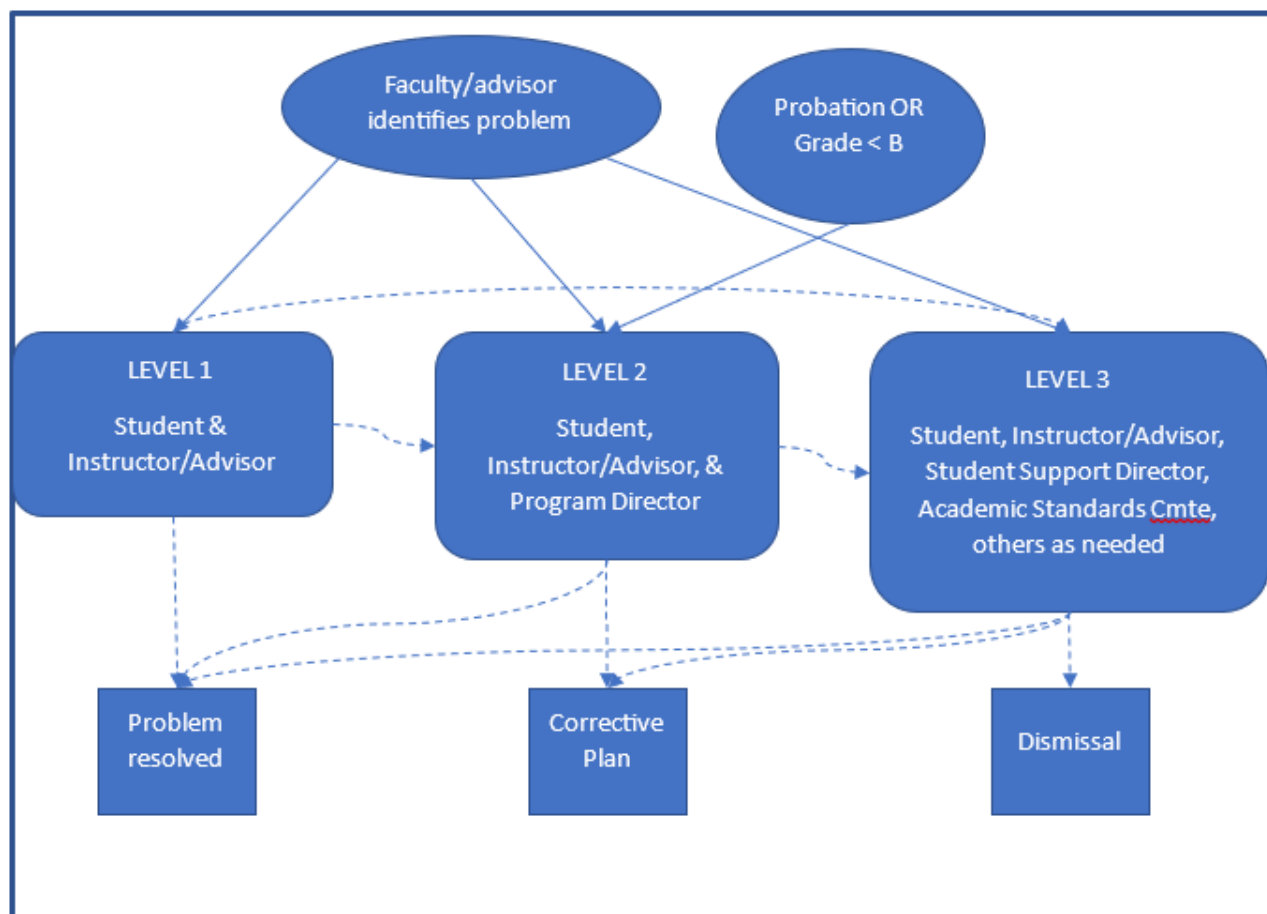 Faculty/advisor
identifies problem
Probation OR
Grade < B
LEVEL 1
Student &
Instructor/Advisor
LEVEL 2
Student,
Instructor/Advisor, &
Program Director
LEVEL 3
Student, Instructor/Advisor,
Student Support Director,
Academic Standards Cmte,
others as needed
Problem
resolved
Corrective
Plan
Dismissal